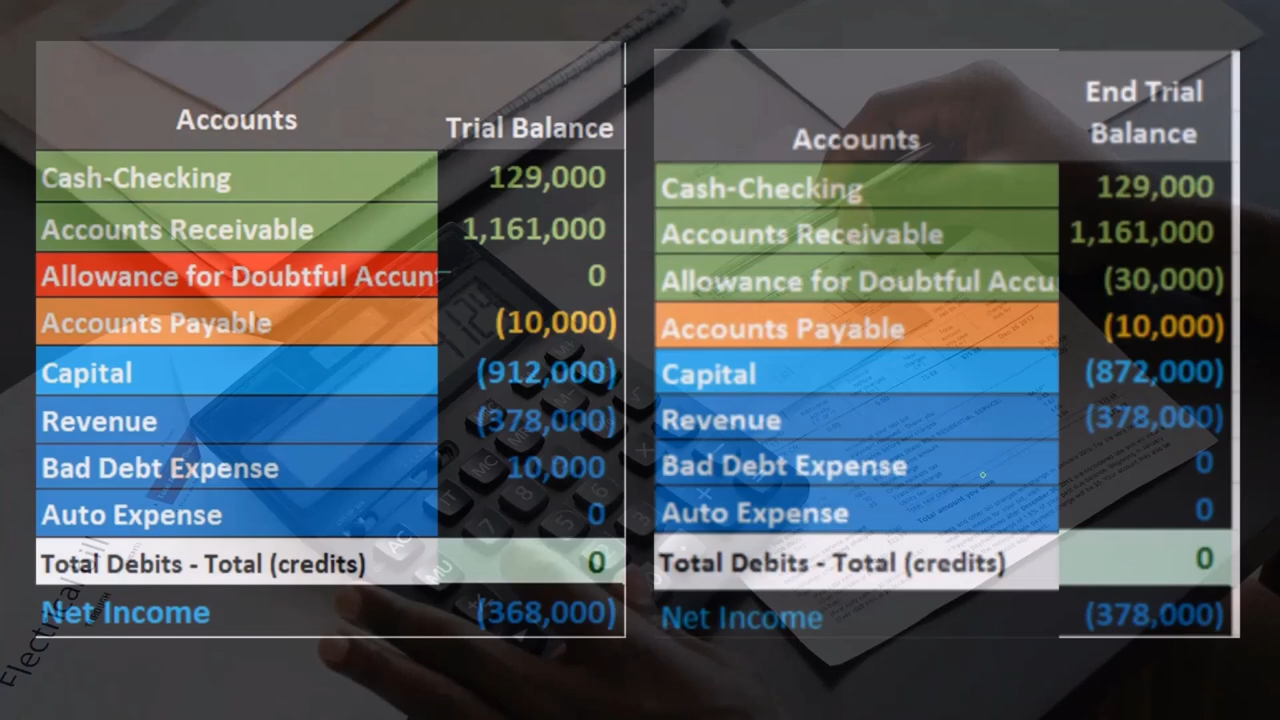 Accounts Trial Balance
Cash-Checking 129,000
Accounts Receivable 1,161,000
Allowance for Doubtful Accun 0
Accounts Payable (10,000)
Capital (912,000)
Revenue (378,000)
Bad Debt Expense 10,000
Auto Expense 0
Total Debits - Total (credits) 0
Net Income (368,000)
End Trial
Accounts Balance
Cash-Checking 129,000
Accounts Receivable 1,161,000
Allowance for Doubtful Accu (30,000)
Accounts Payable (10,000)
Capital (872,000)
Revenue (378,000)
Bad Debt Expense 0
Auto Expense 0
Total Debits - Total (credits) 0
Net Income (378,000)
AC
MU
MC